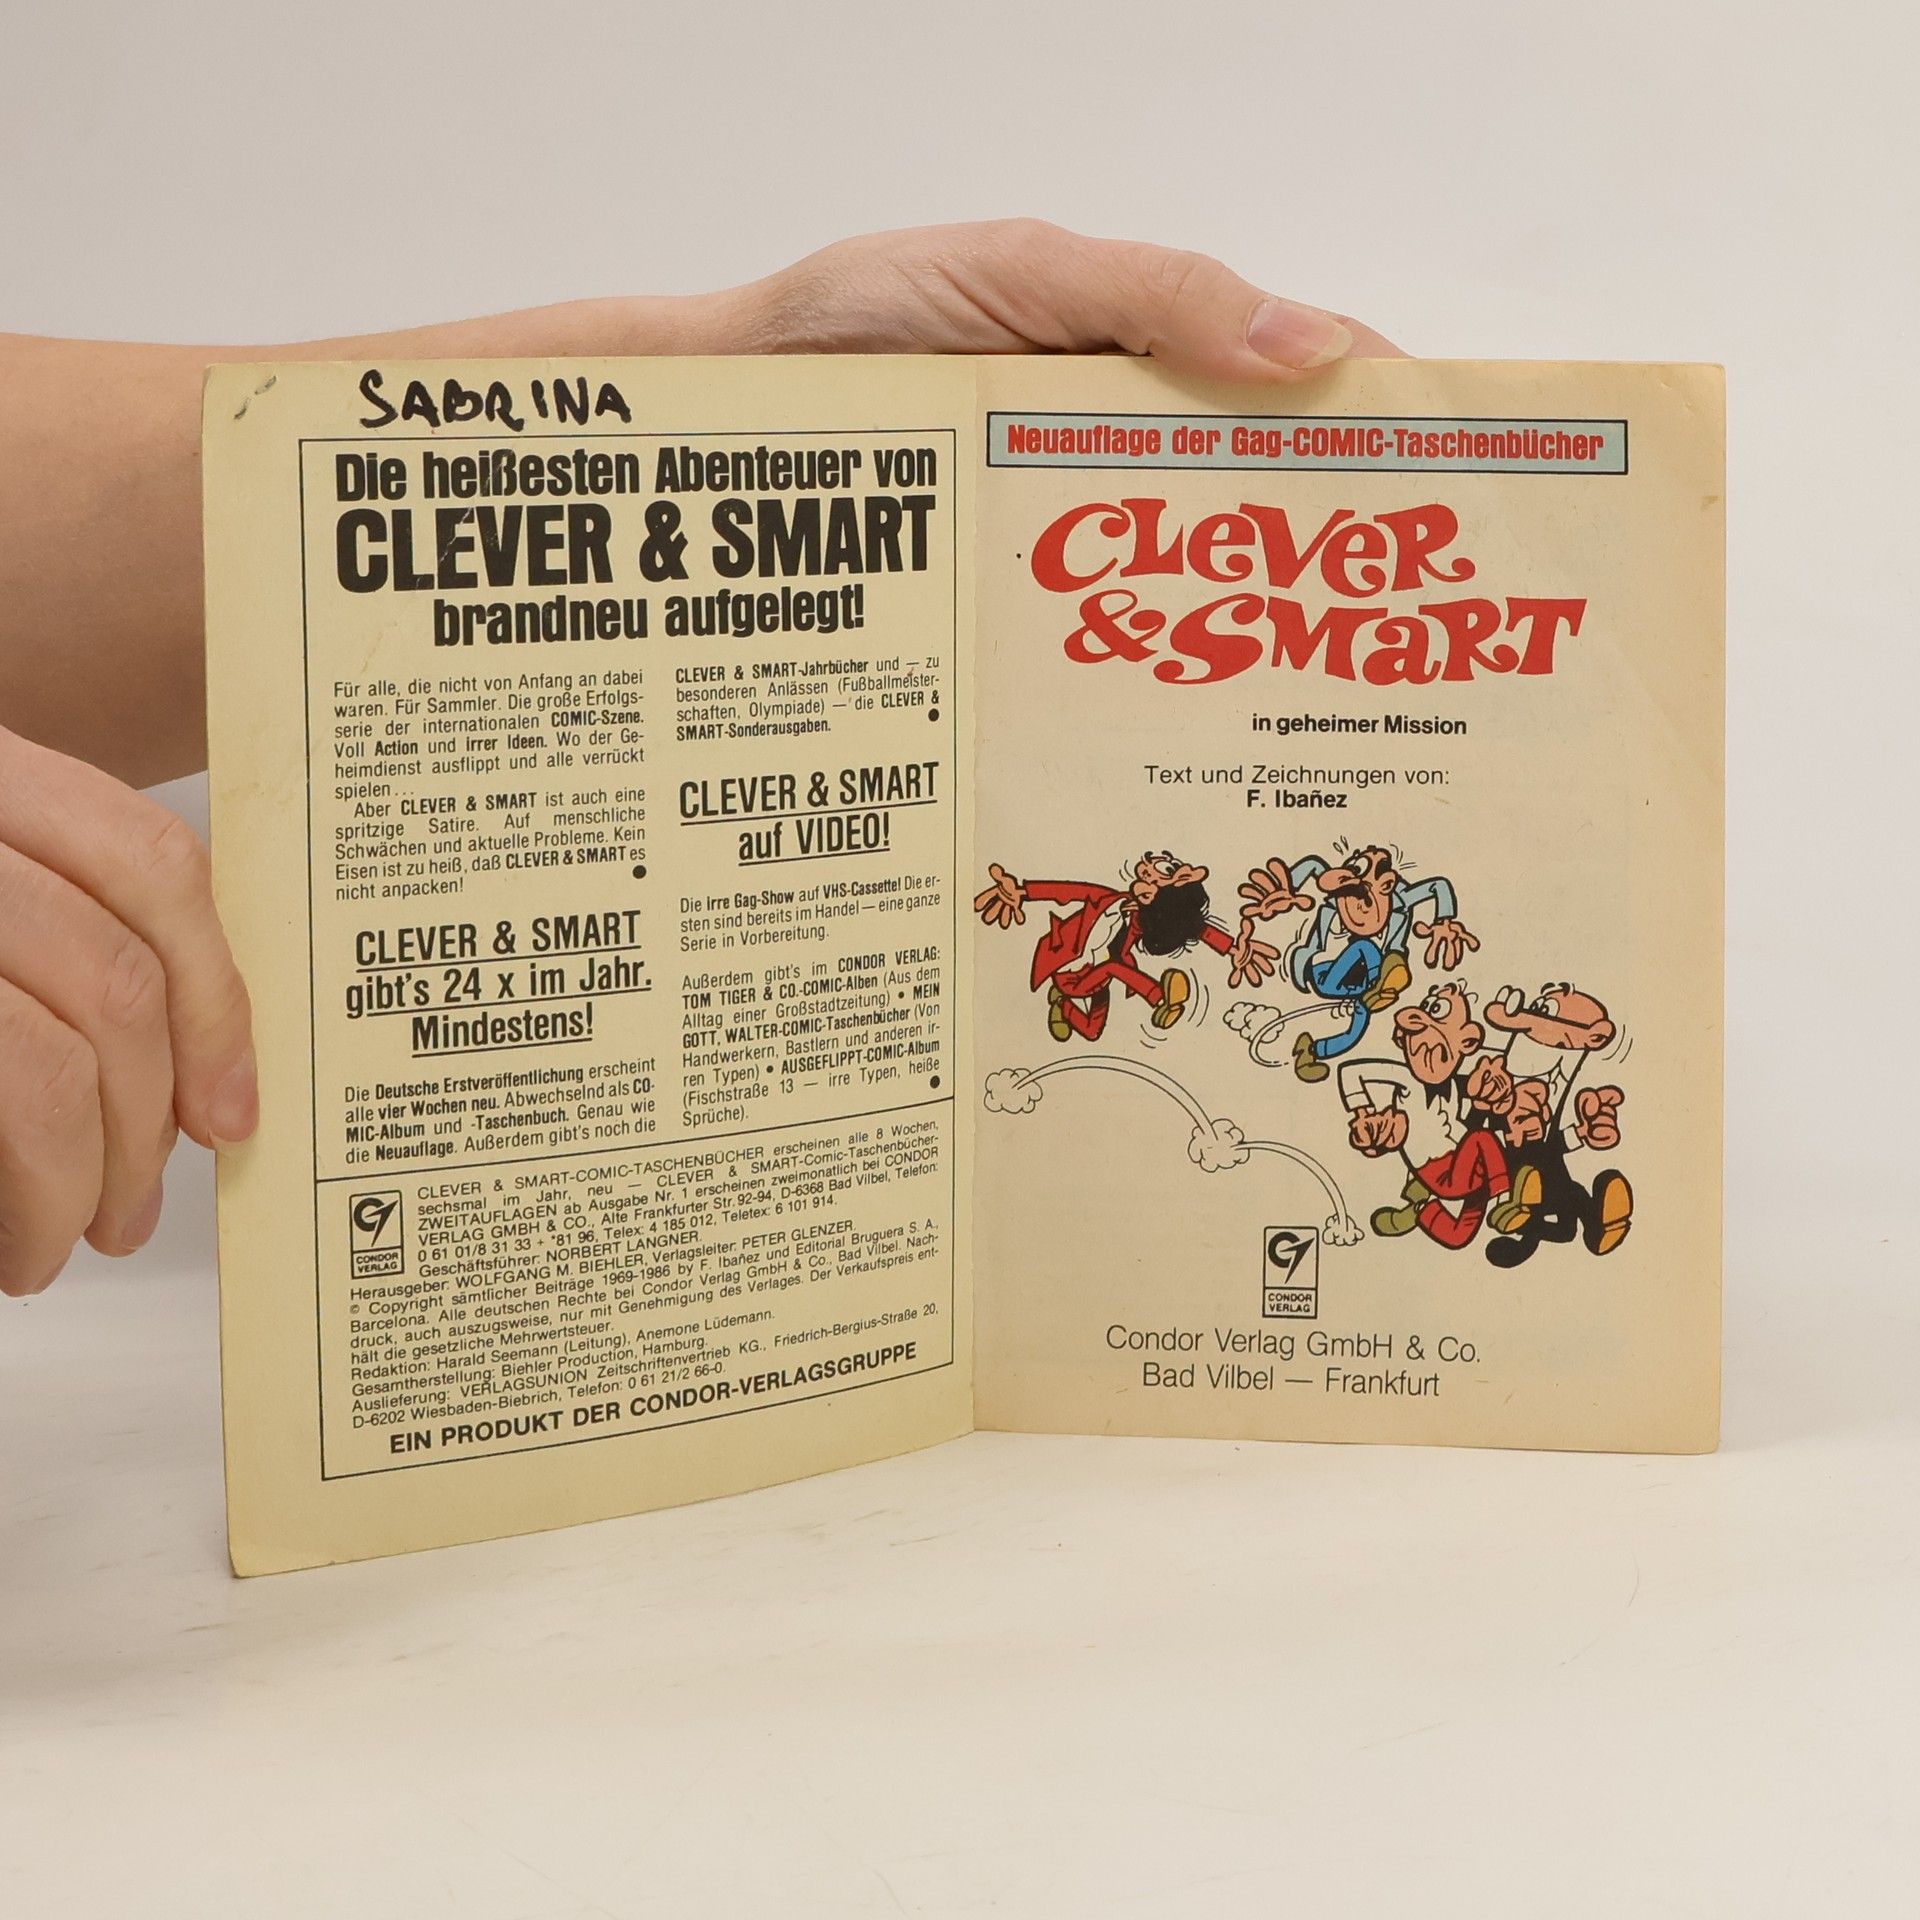 SABRINA
Die heißesten Abenteuer von
CLEVER & SMART
brandneu aufgelegt!
Für alle, die nicht von Anfang an dabei
waren. Für Sammler. Die große Erfolgs-
serie der internationalen COMIC-Szene.
Voll Action und irrer Ideen. Wo der Ge-
heimdienst ausflippt und alle verrückt
spielen...
Aber CLEVER & SMART ist auch eine
spritzige Satire. Auf menschliche
Schwächen und aktuelle Probleme. Kein
Eisen ist zu heiß, daß CLEVER & SMART es
nicht anpacken!
CLEVER & SMART
gibt's 24 x im Jahr.
Mindestens!
Die Deutsche Erstveröffentlichung erscheint
alle vier Wochen neu. Abwechselnd als CO-
MIC-Album und -Taschenbuch. Genau wie
die Neuauflage. Außerdem gibt's noch die
CLEVER & SMART-Jahrbücher und — zu
besonderen Anlässen (Fußballmeister-
schaften, Olympiade) — die CLEVER &
SMART-Sonderausgaben.
CLEVER & SMART
auf VIDEO!
Die irre Gag-Show auf VHS-Cassette! Die er-
sten sind bereits im Handel — eine ganze
Serie in Vorbereitung.
Außerdem gibt's im CONDOR VERLAG:
TOM TIGER & CO.-COMIC-Alben (Aus dem
Alltag einer Großstadtzeitung) • MEIN
GOTT, WALTER-COMIC-Taschenbücher (Von
Handwerkern, Bastlern und anderen ir-
ren Typen) • AUSGEFLIPPT-COMIC-Album
(Fischstraße 13 — irre Typen, heiße
Sprüche).
CONDOR
VERLAG
CLEVER & SMART-COMIC-TASCHENBÜCHER erscheinen alle 8 Wochen,
sechsmal im Jahr, neu — CLEVER & SMART-Comic-Taschenbücher-
ZWEITAUFLAGEN ab Ausgabe Nr. 1 erscheinen zweimonatlich bei CONDOR
VERLAG GMBH & CO., Alte Frankfurter Str. 92-94, D-6368 Bad Vilbel, Telefon:
0 61 01/8 31 33 + *81 96, Telex: 4 185 012, Teletex: 6 101 914.
Geschäftsführer: NORBERT LANGNER.
Herausgeber: WOLFGANG M. BIEHLER, Verlagsleiter: PETER GLENZER.
© Copyright sämtlicher Beiträge 1969-1986 by F. Ibañez und Editorial Bruguera S. A.,
Barcelona. Alle deutschen Rechte bei Condor Verlag GmbH & Co., Bad Vilbel. Nach-
druck, auch auszugsweise, nur mit Genehmigung des Verlages. Der Verkaufspreis ent-
hält die gesetzliche Mehrwertsteuer.
Redaktion: Harald Seemann (Leitung), Anemone Lüdemann.
Gesamtherstellung: Biehler Production, Hamburg.
Auslieferung: VERLAGSUNION Zeitschriftenvertrieb KG., Friedrich-Bergius-Straße 20,
D-6202 Wiesbaden-Biebrich, Telefon: 0 61 21/2 66-0.
EIN PRODUKT DER CONDOR-VERLAGSGRUPPE
Neuauflage der Gag-COMIC-Taschenbücher
CLeVeR
& SMaRT
in geheimer Mission
Text und Zeichnungen von:
F. Ibañez
CONDOR
VERLAG
Condor Verlag GmbH & Co.
Bad Vilbel — Frankfurt